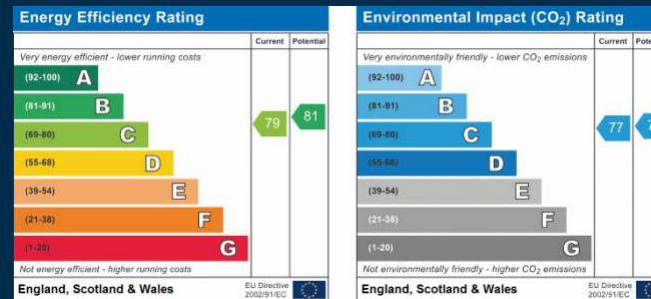 Energy Efficiency Rating
Current Potential
Very energy efficient - lower running costs
(92-100) A
(81-91) B
(69-80) C
(55-68) D
(39-54) E
(21-38) F
(1-20) G
79
81
Not energy efficient - higher running costs
England, Scotland & Wales
EU Directive
2002/91/EC
Environmental Impact (CO₂) Rating
Current
Very environmentally friendly - lower CO₂ emissions
(92-100) A
(81-91) B
(69-80) C
(55-68) D
(39-54) E
(21-38) F
(1-20) G
77
Not environmentally friendly - higher CO₂ emissions
England, Scotland & Wales
EU Directive
2002/91/EC